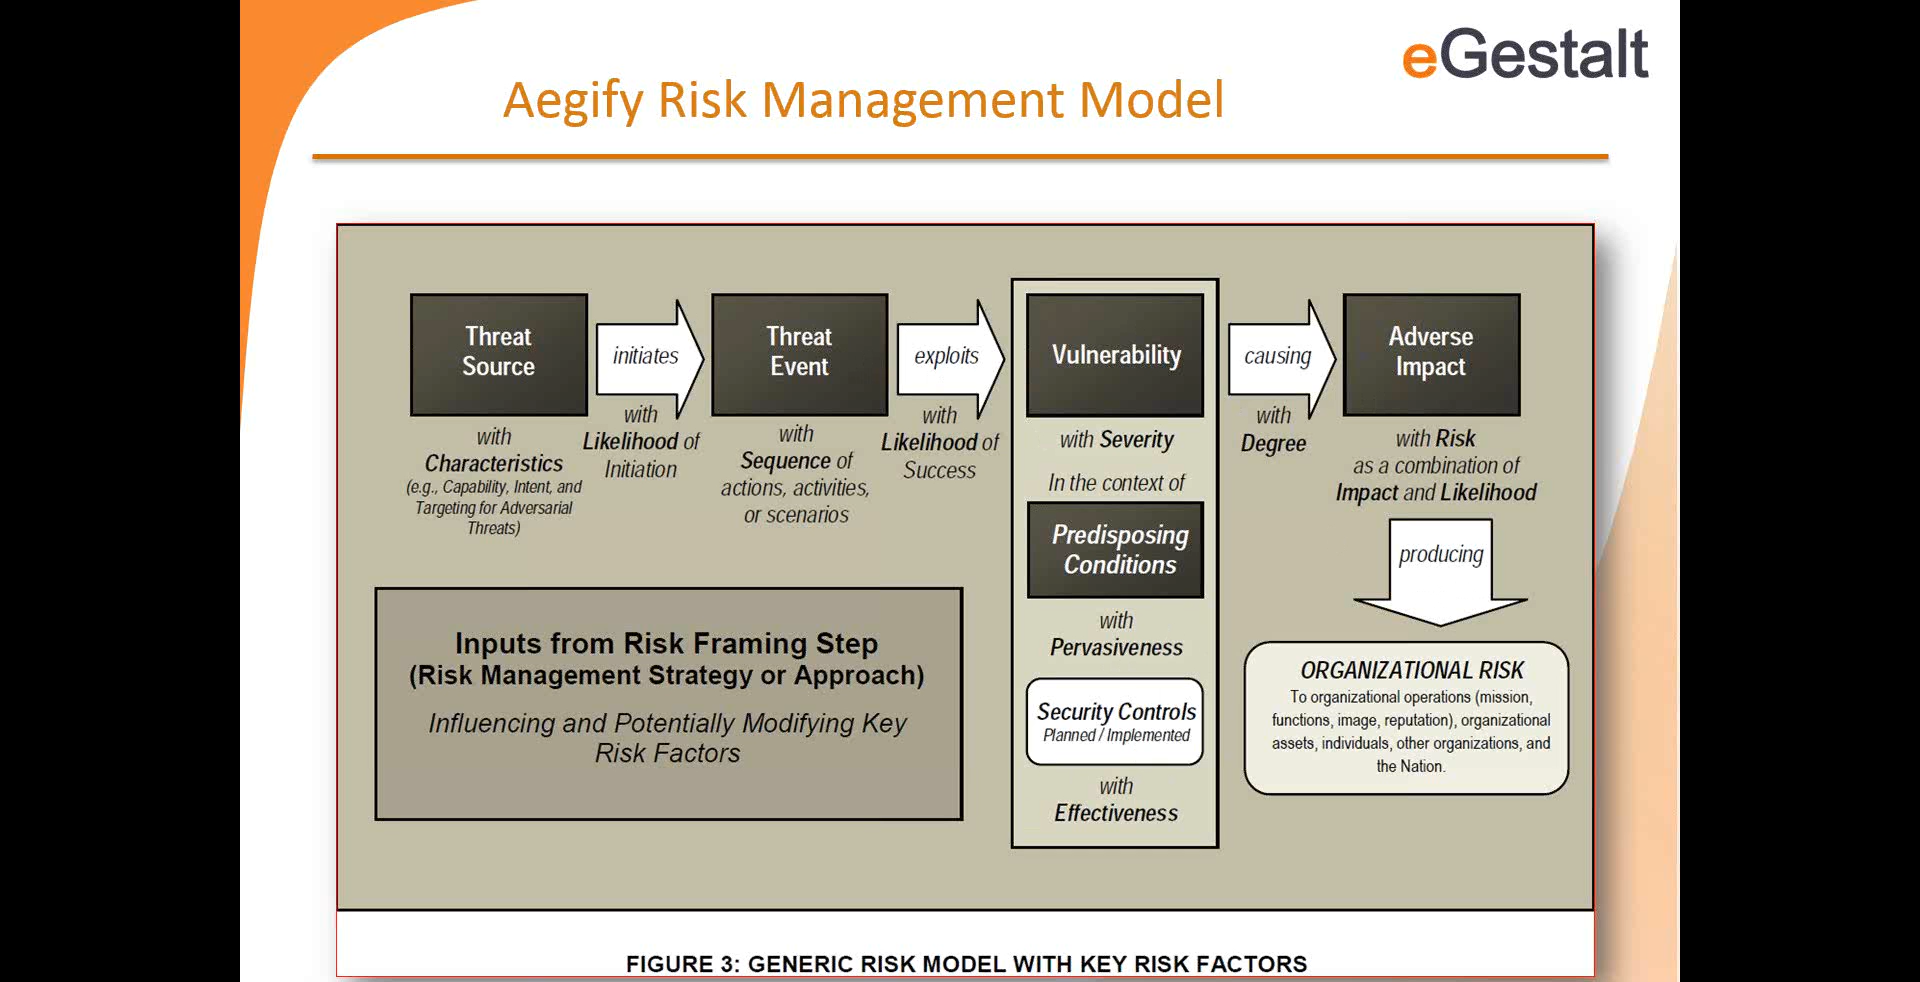 eGestalt
Aegify Risk Management Model
Threat
Source
with
Characteristics
(e.g., Capability, Intent, and
Targeting for Adversarial
Threats)
initiates
with
Likelihood of
Initiation
Threat
Event
with
Sequence of
actions, activities,
or scenarios
exploits
with
Likelihood of
Success
Vulnerability
with Severity
In the context of
Predisposing
Conditions
with
Pervasiveness
Security Controls
Planned / Implemented
with
Effectiveness
causing
with
Degree
Adverse
Impact
with Risk
as a combination of
Impact and Likelihood
producing
ORGANIZATIONAL RISK
To organizational operations (mission,
functions, image, reputation), organizational
assets, individuals, other organizations, and
the Nation.
Inputs from Risk Framing Step
(Risk Management Strategy or Approach)
Influencing and Potentially Modifying Key
Risk Factors
FIGURE 3: GENERIC RISK MODEL WITH KEY RISK FACTORS